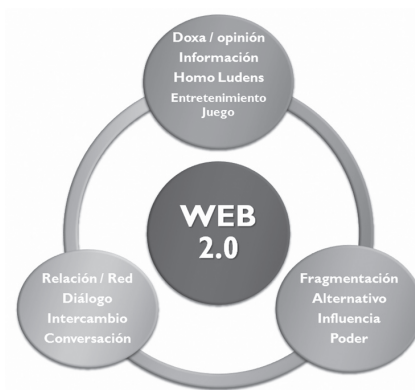 Doxa / opinión
Información
Homo Ludens
Entretenimiento
Juego
WEB
2.0
Relación / Red
Diálogo
Intercambio
Conversación
Fragmentación
Alternativo
Influencia
Poder